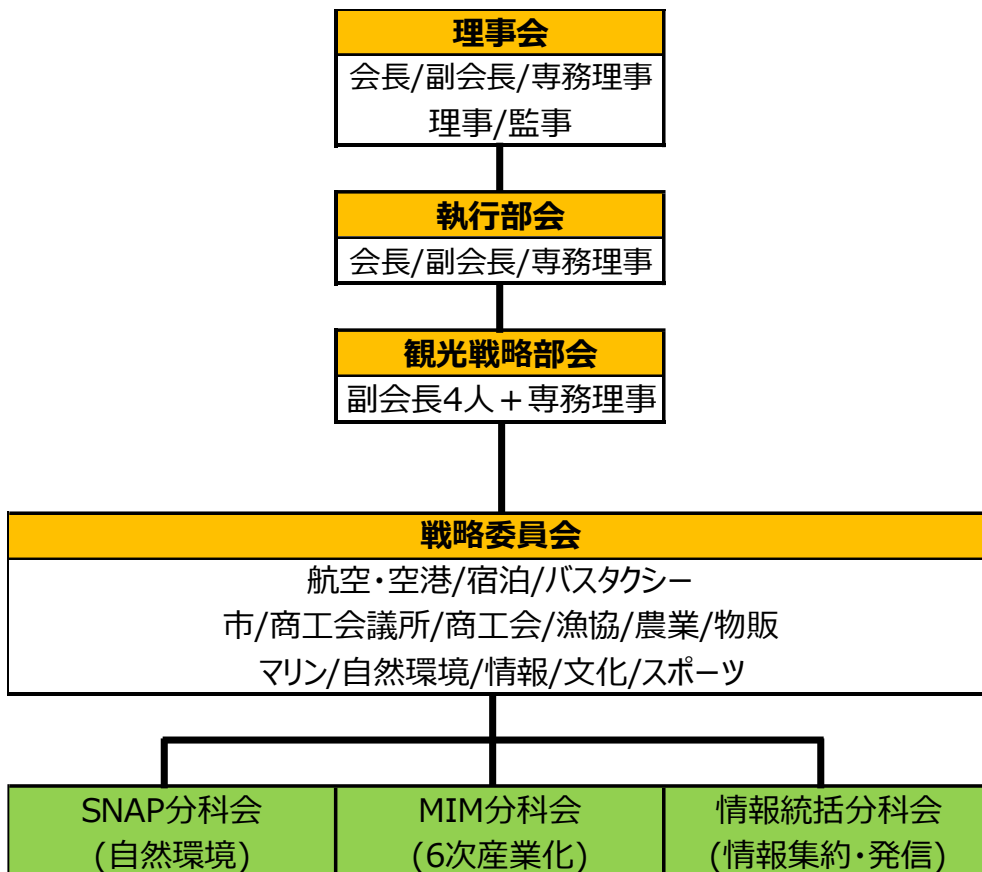 理事会
会長/副会長/専務理事
理事/監事
執行部会
会長/副会長/専務理事
観光戦略部会
副会長4人＋専務理事
戦略委員会
航空・空港/宿泊/バスタクシー
市/商工会議所/商工会/漁協/農業/物販
マリン/自然環境/情報/文化/スポーツ
SNAP分科会
(自然環境)
MIM分科会
(6次産業化)
情報統括分科会
(情報集約・発信)